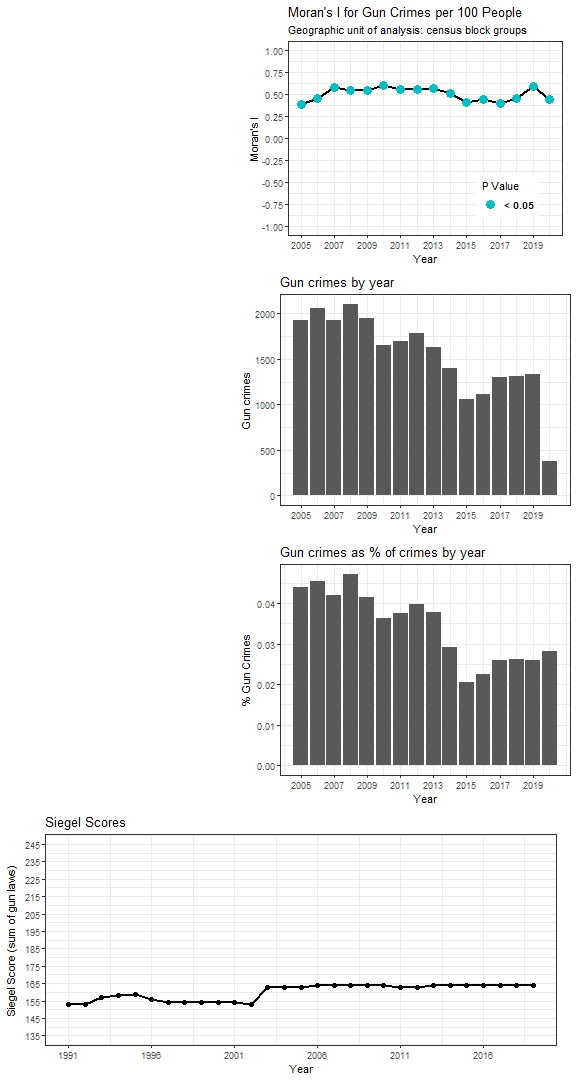 Moran's I for Gun Crimes per 100 People
Geographic unit of analysis: census block groups
1.00
0.75
0.50
0.25
0.00
-0.25
-0.50
-0.75
-1.00
Moran's I
P Value
< 0.05
2005 2007 2009 2011 2013 2015 2017 2019
Year
Gun crimes by year
2000
1500
1000
500
0
Gun crimes
2005 2007 2009 2011 2013 2015 2017 2019
Year
Gun crimes as % of crimes by year
0.04
0.03
0.02
0.01
0.00
% Gun Crimes
2005 2007 2009 2011 2013 2015 2017 2019
Year
Siegel Scores
245
235
225
215
205
195
185
175
165
155
145
135
Siegel Score (sum of gun laws)
1991 1996 2001 2006 2011 2016
Year